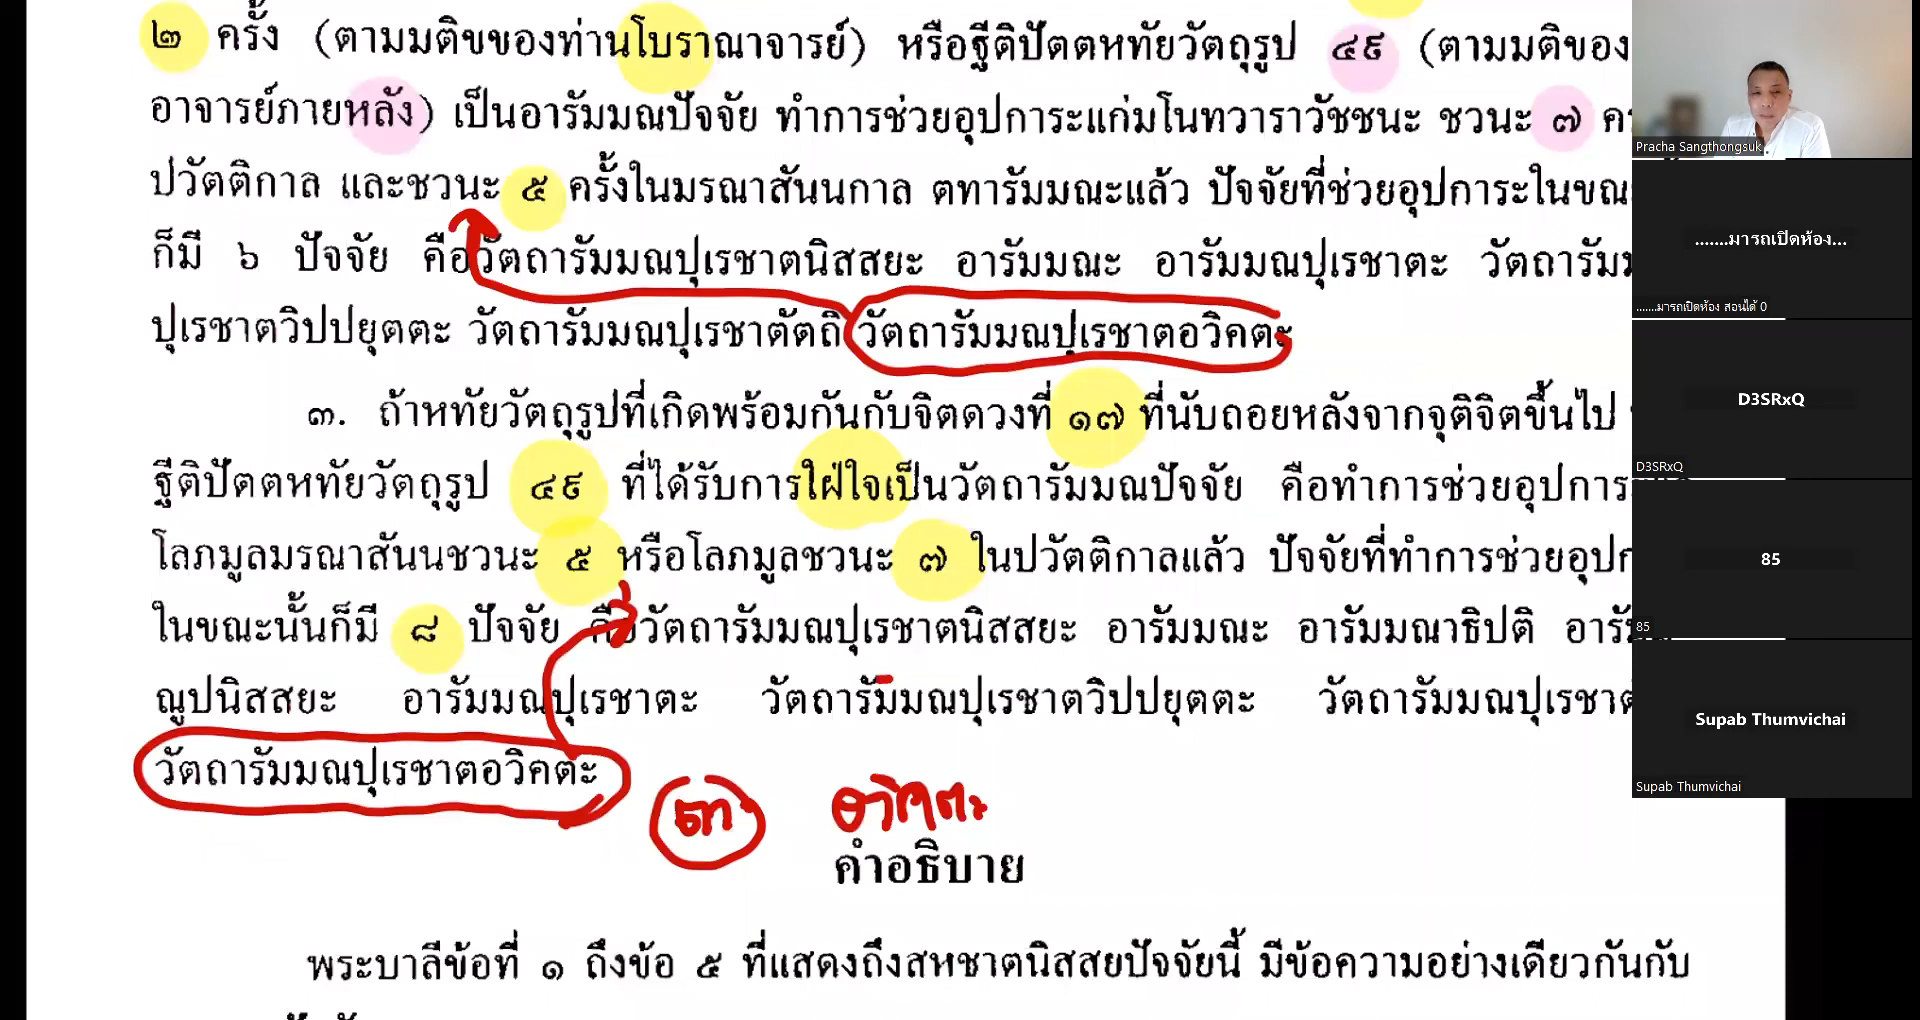 ๒ ครั้ง (ตามมติขของท่านโบราณาจารย์) หรือฐีติปัตตหทัยวัตถุรูป ๔๙ (ตามมติของ
อาจารย์ภายหลัง) เป็นอารัมมณปัจจัย ทำการช่วยอุปการะแก่มโนทวาราวัชชนะ ชวนะ ๗
ปวัตติกาล และชวนะ ๕ ครั้งในมรณาสันนกาล ตทารัมมณะแล้ว ปัจจัยที่ช่วยอุปการะในขณะ
ก็มี ๖ ปัจจัย คือวัตถารัมมณปุเรชาตนิสสยะ อารัมมณะ อารัมมณปุเรชาตะ
ปุเรชาตวิปปยุตตะ วัตถารัมมณปุเรชาตัตถิ วัตถารัมมณปุเรชาตอวิคตะ
๓. ถ้าหทัยวัตถุรูปที่เกิดพร้อมกันกับจิตดวงที่ ๑๗ ที่นับถอยหลังจากจุติจิตขึ้นไป
ฐีติปัตตหทัยวัตถุรูป ๔๙ ที่ได้รับการใฝ่ใจเป็นวัตถารัมมณปัจจัย คือทำการช่วยอุปการ
โลภมูลมรณาสันนชวนะ ๕ หรือโลภมูลชวนะ ๗ ในปวัตติกาลแล้ว ปัจจัยที่ทำการช่วยอุป
ในขณะนั้นก็มี ๘ ปัจจัย คือวัตถารัมมณปุเรชาตนิสสยะ อารัมมณะ อารัมมณาธิปติ
ณูปนิสสยะ อารัมมณปุเรชาตะ วัตถารัมมณปุเรชาตวิปปยุตตะ วัตถารัมมณปุเรชา
วัตถารัมมณปุเรชาตอวิคตะ
อวิคตะ
คำอธิบาย
พระบาลีข้อที่ ๑ ถึงข้อ ๕ ที่แสดงถึงสหชาตนิสสยปัจจัยนี้ มีข้อความอย่างเดียวกันกับ
Pracha Sangthongsuk
.......มารถเปิดห้อง...
.......มารถเปิดห้อง สอนได้ 0
D3SRxQ
D3SRxQ
85
85
Supab Thumvichai
Supab Thumvichai